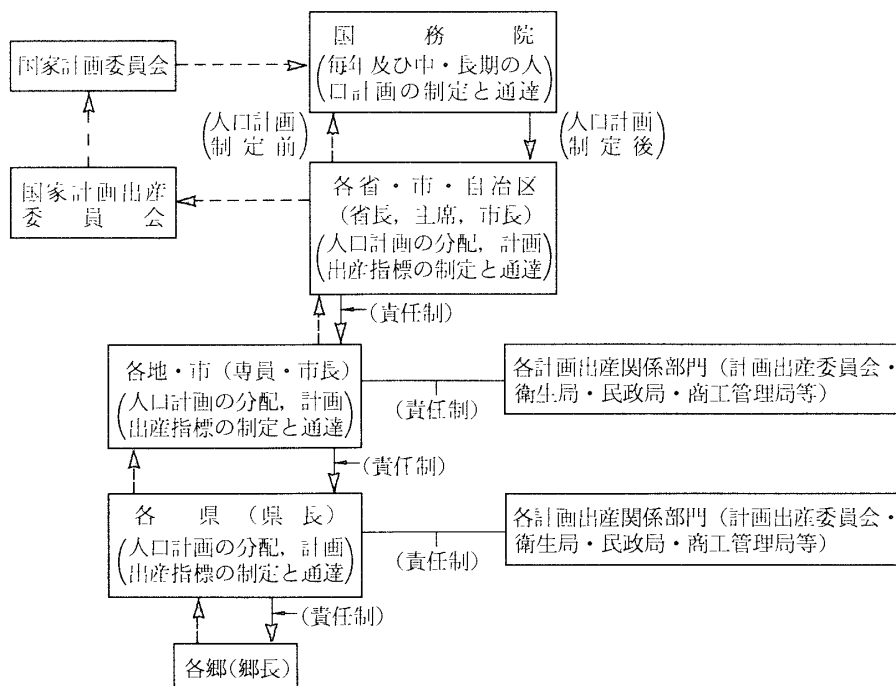 国務院
(毎年及び中・長期の人
口計画の制定と通達)
国家計画委員会
(人口計画
制定前)
(人口計画
制定後)
国家計画出産
委員会
各省・市・自治区
(省長，主席，市長)
(人口計画の分配，計画
出産指標の制定と通達)
(責任制)
各地・市（専員・市長）
(人口計画の分配，計画
出産指標の制定と通達)
(責任制)
各計画出産関係部門（計画出産委員会・
衛生局・民政局・商工管理局等）
(責任制)
各県（県長）
(人口計画の分配，計画
出産指標の制定と通達)
(責任制)
各計画出産関係部門（計画出産委員会・
衛生局・民政局・商工管理局等）
(責任制)
各郷(郷長)